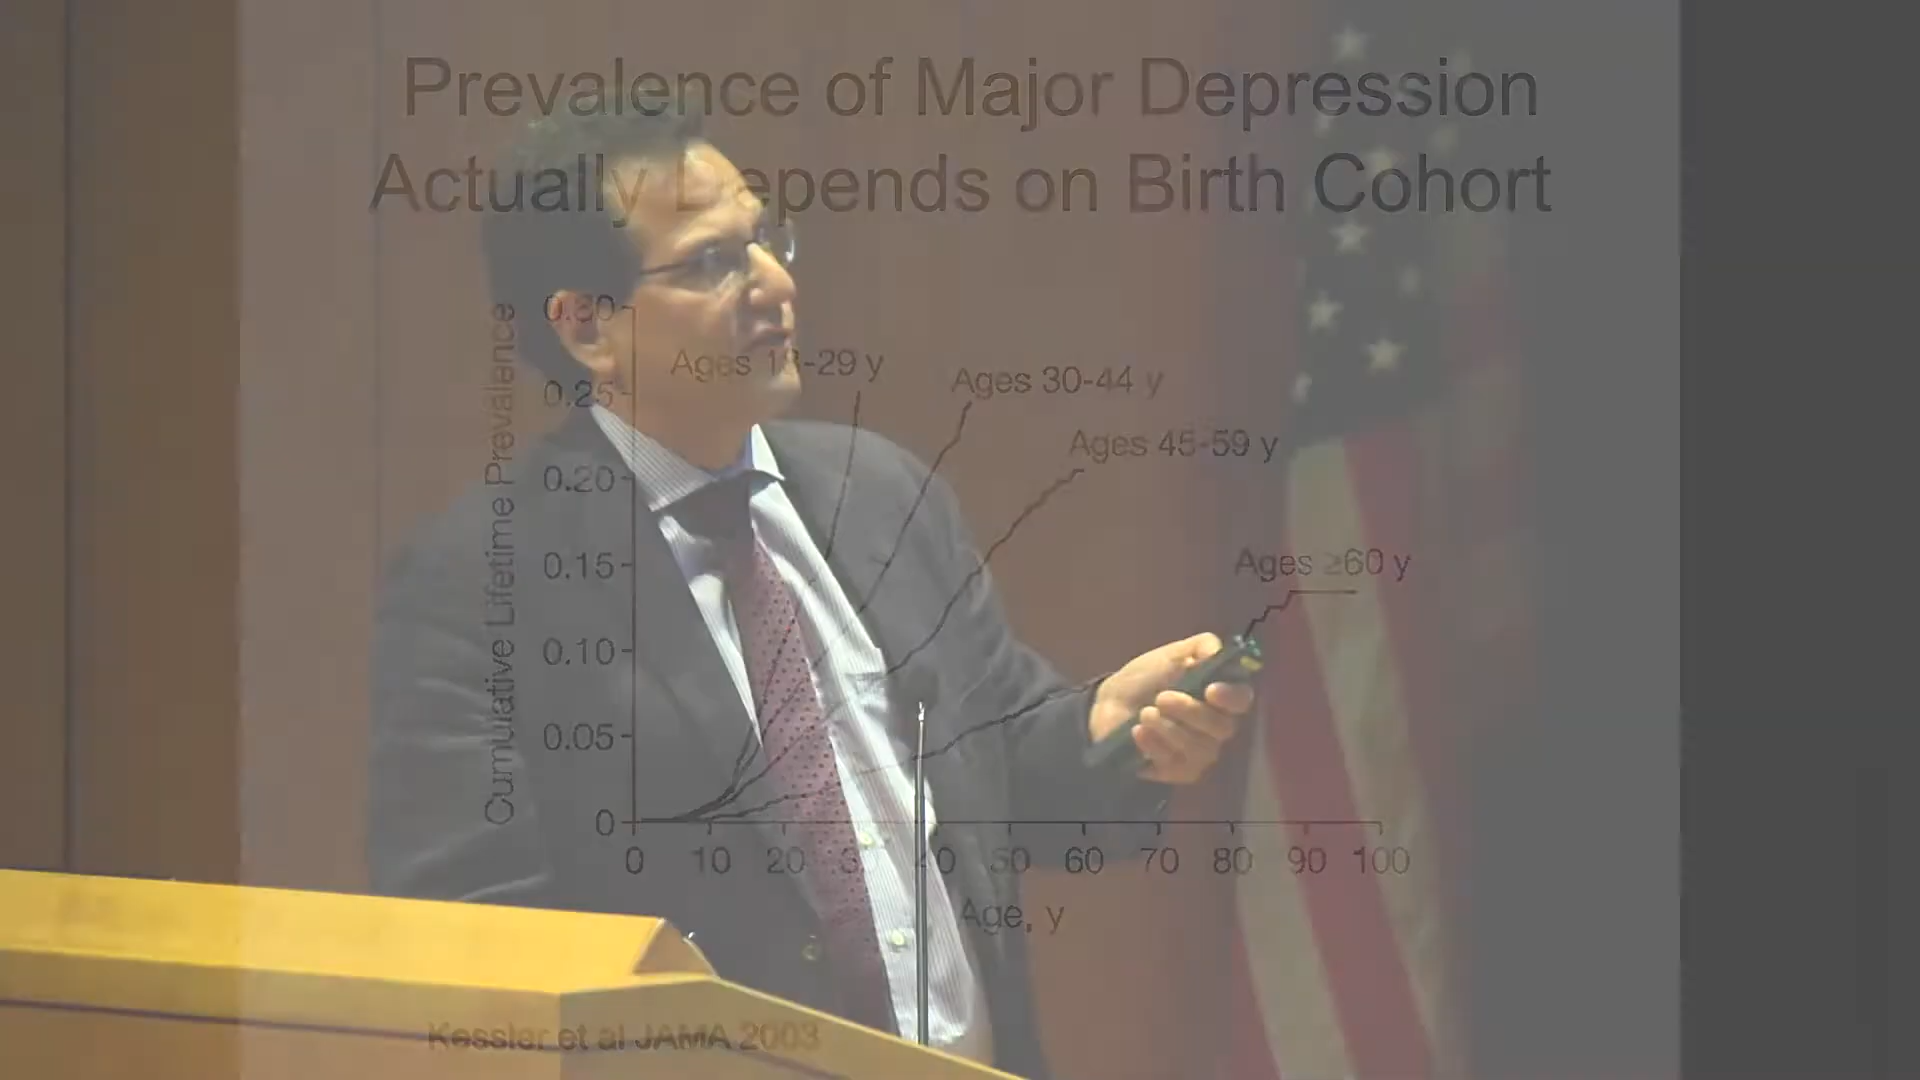 Prevalence of Major Depression
Actually Depends on Birth Cohort
Cumulative Lifetime Prevalence
0.30
0.25
0.20
0.15
0.10
0.05
0
Ages 18-29 y
Ages 30-44 y
Ages 45-59 y
Ages ≥60 y
0 10 20 30 40 50 60 70 80 90 100
Age, y
Kessler et al JAMA 2003